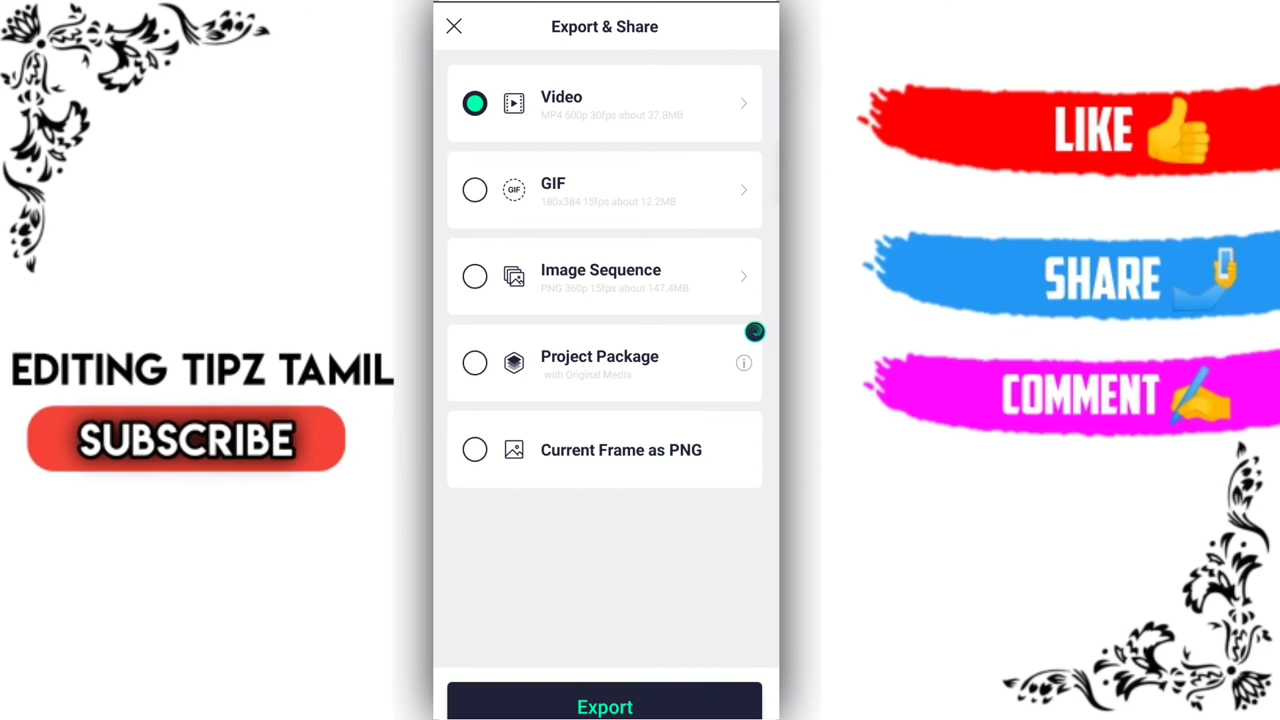 Export & Share
Video
MP4 600p 30fps about 37.8MB
GIF
GIF
180x384 15fps about 12.2MB
Image Sequence
PNG 360p 15fps about 147.4MB
Project Package
with Original Media
Current Frame as PNG
Export
EDITING TIPZ TAMIL
SUBSCRIBE
LIKE
SHARE
COMMENT